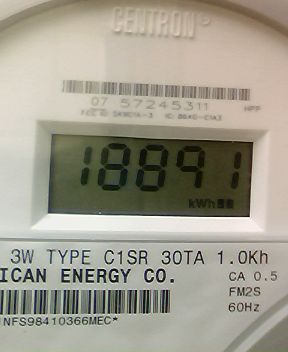 CENTRON®
07 57245311 HPP
18891
kWh
3W TYPE C1SR 30TA 1.0Kh
ICAN ENERGY CO. CA 0.5
FM2S
60Hz
NFS98410366MEC*